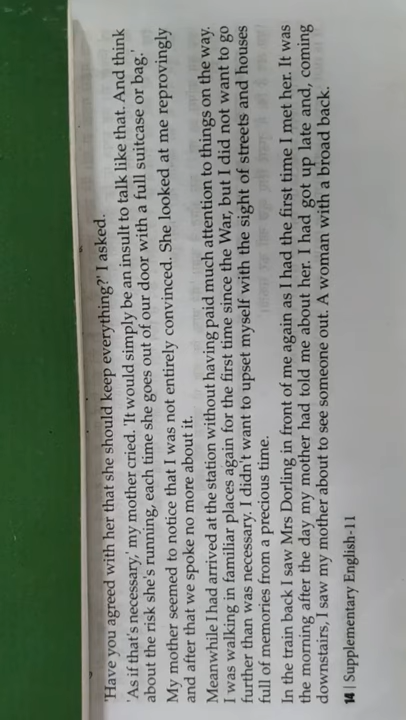 'Have you agreed with her that she should keep everything?' I asked.
'As if that's necessary,' my mother cried. 'It would simply be an insult to talk like that. And think
about the risk she's running, each time she goes out of our door with a full suitcase or bag.'
My mother seemed to notice that I was not entirely convinced. She looked at me reprovingly
and after that we spoke no more about it.
Meanwhile I had arrived at the station without having paid much attention to things on the way.
I was walking in familiar places again for the first time since the War, but I did not want to go
further than was necessary. I didn't want to upset myself with the sight of streets and houses
full of memories from a precious time.
In the train back I saw Mrs Dorling in front of me again as I had the first time I met her. It was
the morning after the day my mother had told me about her. I had got up late and, coming
downstairs, I saw my mother about to see someone out. A woman with a broad back.
14 | Supplementary English-11